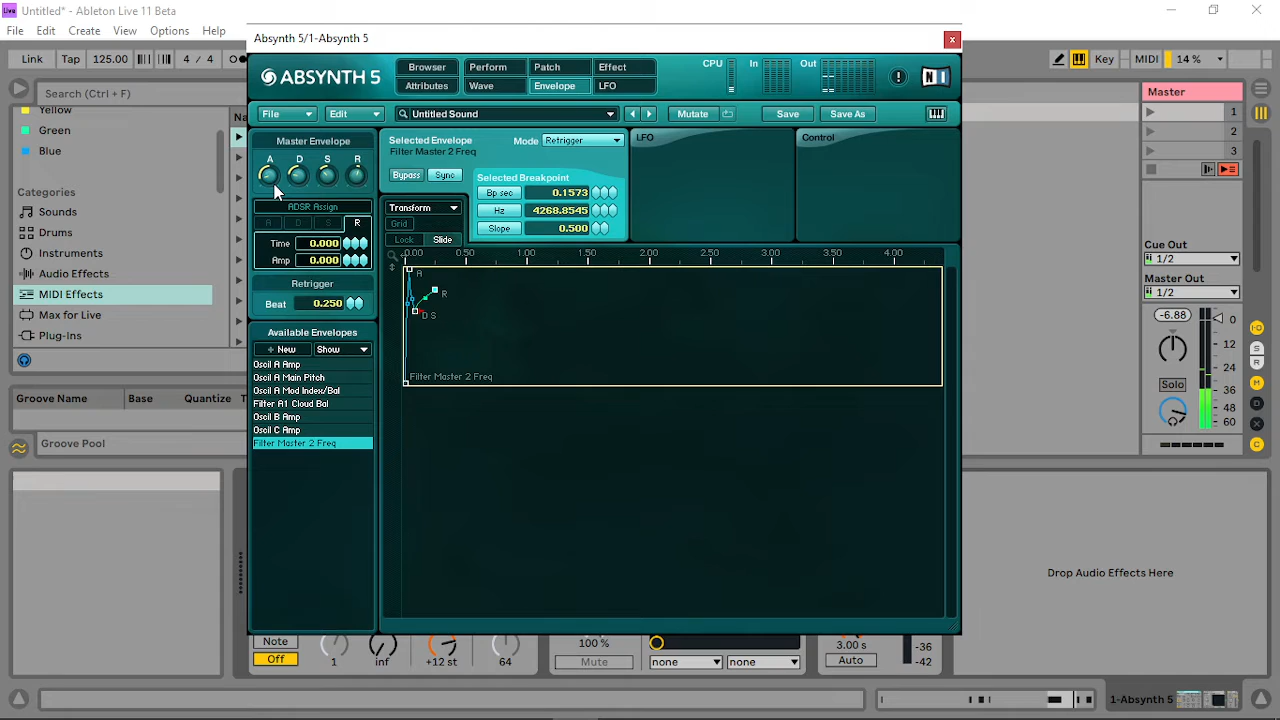 Live Untitled* - Ableton Live 11 Beta
File Edit Create View Options Help
Absynth 5/1-Absynth 5
Link Tap 125.00 4 / 4
Key MIDI 14 %
Search (Ctrl + F)
Yellow
Green
Blue
Categories
Sounds
Drums
Instruments
Audio Effects
MIDI Effects
Max for Live
Plug-Ins
Na
Groove Name Base Quantize
Groove Pool
ABSYNTH 5
Browser Perform Patch Effect
Attributes Wave Envelope LFO
CPU In Out
NI
File Edit Untitled Sound Mutate Save Save As
Master Envelope
A D S R
ADSR Assign
A D S R
Time 0.000
Amp 0.000
Retrigger
Beat 0.250
Available Envelopes
+ New Show
Oscil A Amp
Oscil A Main Pitch
Oscil A Mod Index/Bal
Filter A1 Cloud Bal
Oscil B Amp
Oscil C Amp
Filter Master 2 Freq
Selected Envelope
Filter Master 2 Freq
Mode Retrigger
Bypass Sync
Selected Breakpoint
Bp sec 0.1573
Hz 4268.8545
Slope 0.500
Transform
Grid
Lock Slide
LFO
Control
0.00 0.50 1.00 1.50 2.00 2.50 3.00 3.50 4.00
A
R
D S
Filter Master 2 Freq
Master
1
2
3
Cue Out
1/2
Master Out
1/2
-6.88
0
12
24
36
48
60
Solo
I-O
S
R
M
D
X
C
Drop Audio Effects Here
Note
Off
1 inf +12 st 64
100 %
Mute
none none
3.00 s
Auto
-36
-42
1-Absynth 5